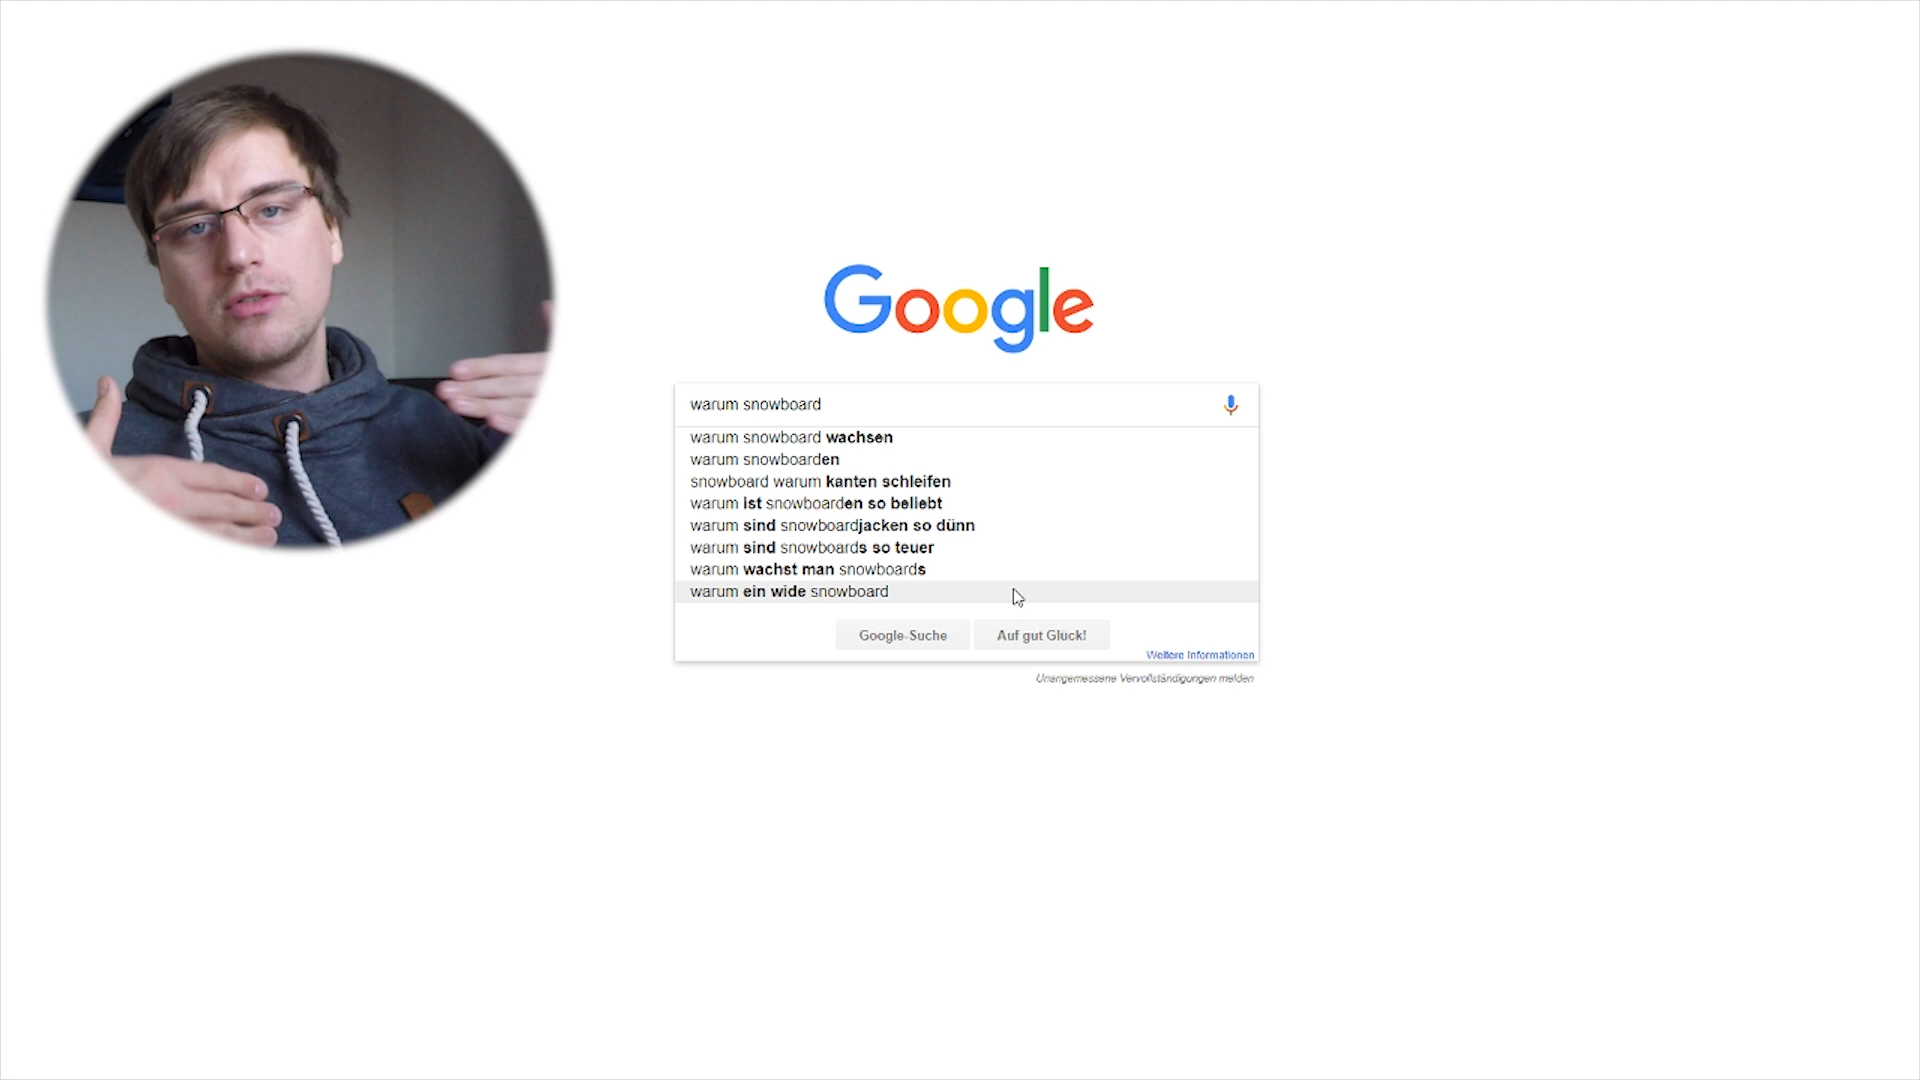 Google
warum snowboard
warum snowboard wachsen
warum snowboarden
snowboard warum kanten schleifen
warum ist snowboarden so beliebt
warum sind snowboardjacken so dünn
warum sind snowboards so teuer
warum wachst man snowboards
warum ein wide snowboard
Google-Suche
Auf gut Glück!
Weitere Informationen
Unangemessene Vervollständigungen melden